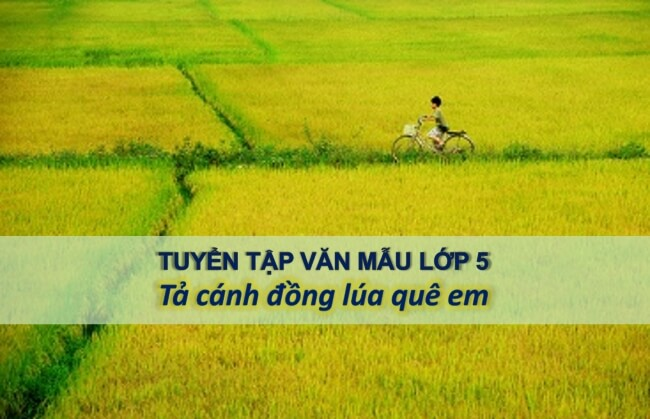 TUYỂN TẬP VĂN MẪU LỚP 5
Tả cánh đồng lúa quê em